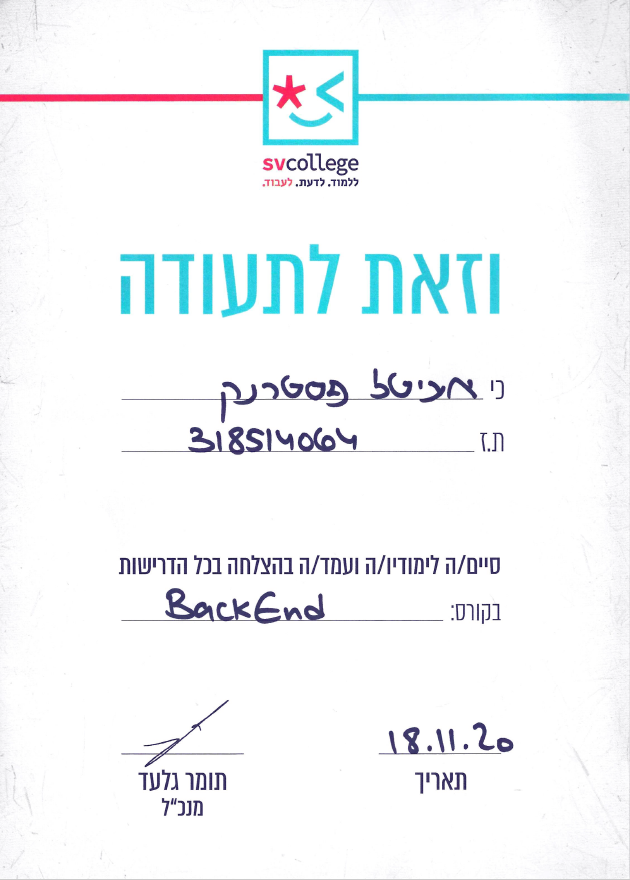 svcollege
ללמוד. לדעת. לעבוד.
וזאת לתעודה
כי אביטל פסטרנק
ת.ז 318514064
סיים/ה לימודיו/ה ועמד/ה בהצלחה בכל הדרישות
בקורס: BackEnd
18.11.20
תאריך
תומר גלעד
מנכ"ל